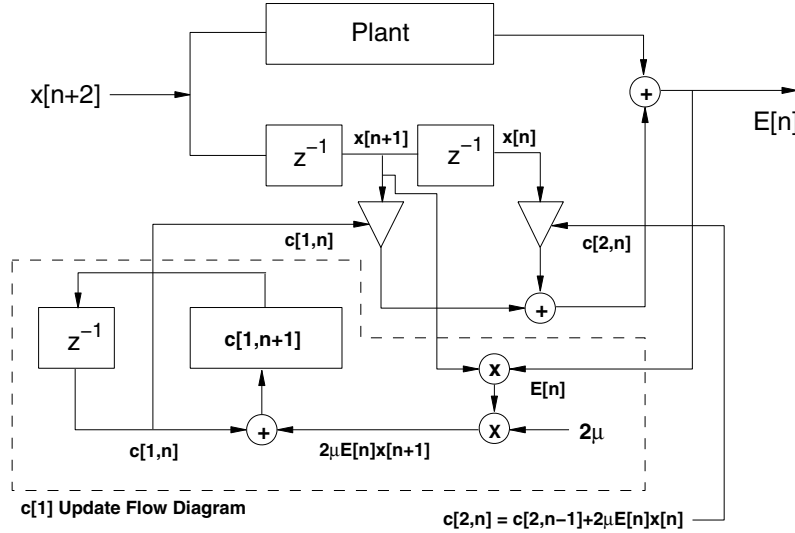 Plant
+
x[n+2]
E[n]
x[n+1]
x[n]
z⁻¹
z⁻¹
c[1,n]
c[2,n]
+
z⁻¹
c[1,n+1]
x
E[n]
+
x
2μ
c[1,n]
2μE[n]x[n+1]
c[1] Update Flow Diagram
c[2,n] = c[2,n-1]+2μE[n]x[n]